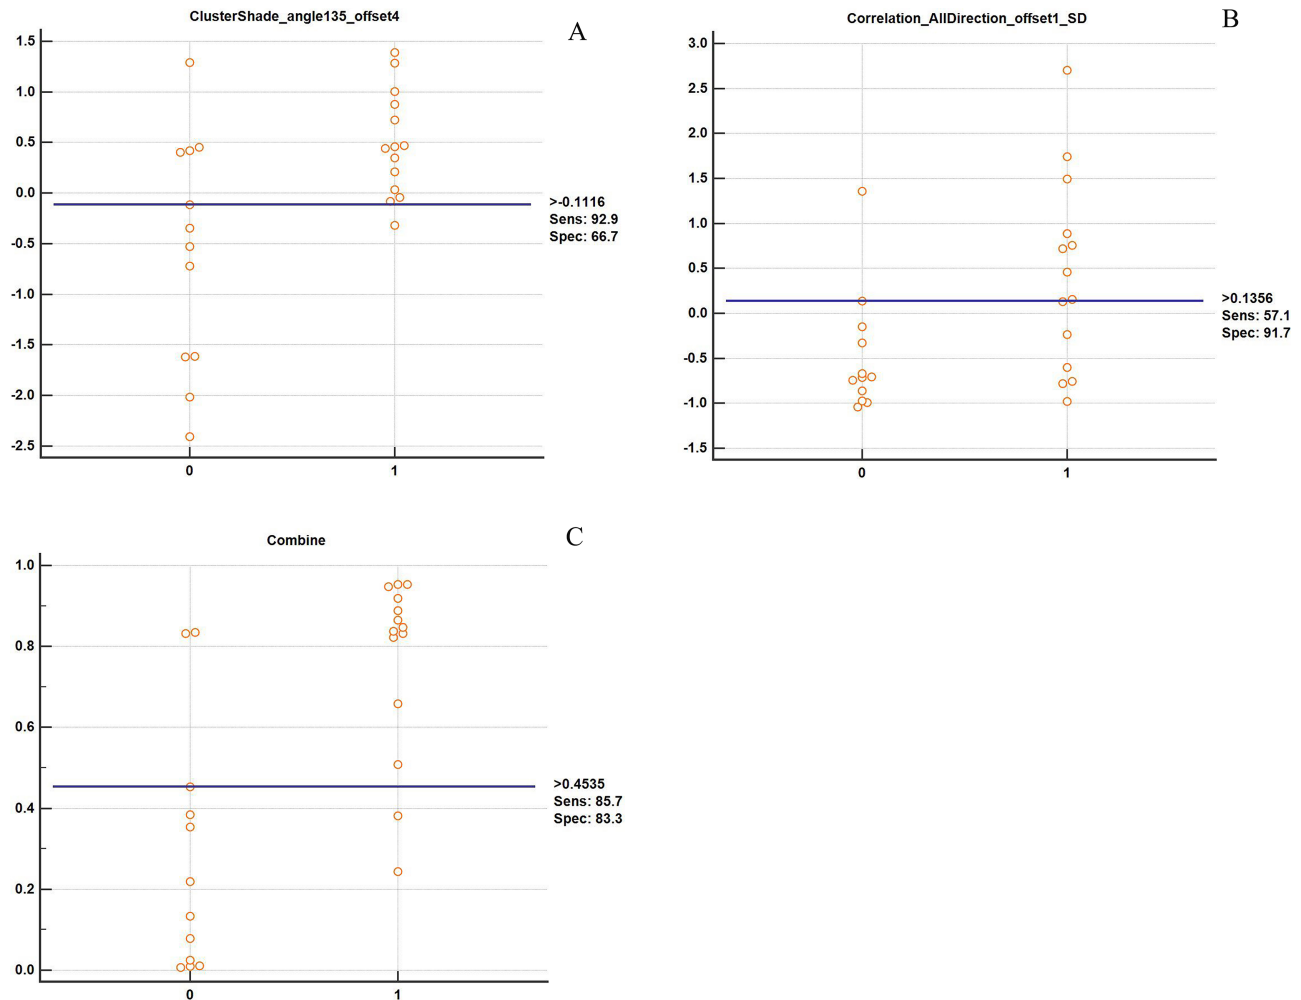 ClusterShade_angle135_offset4
A
1.5
1.0
0.5
0.0
-0.5
-1.0
-1.5
-2.0
-2.5
0 1
>-0.1116
Sens: 92.9
Spec: 66.7
Correlation_AllDirection_offset1_SD
B
3.0
2.5
2.0
1.5
1.0
0.5
0.0
-0.5
-1.0
-1.5
0 1
>0.1356
Sens: 57.1
Spec: 91.7
Combine
C
1.0
0.8
0.6
0.4
0.2
0.0
0 1
>0.4535
Sens: 85.7
Spec: 83.3